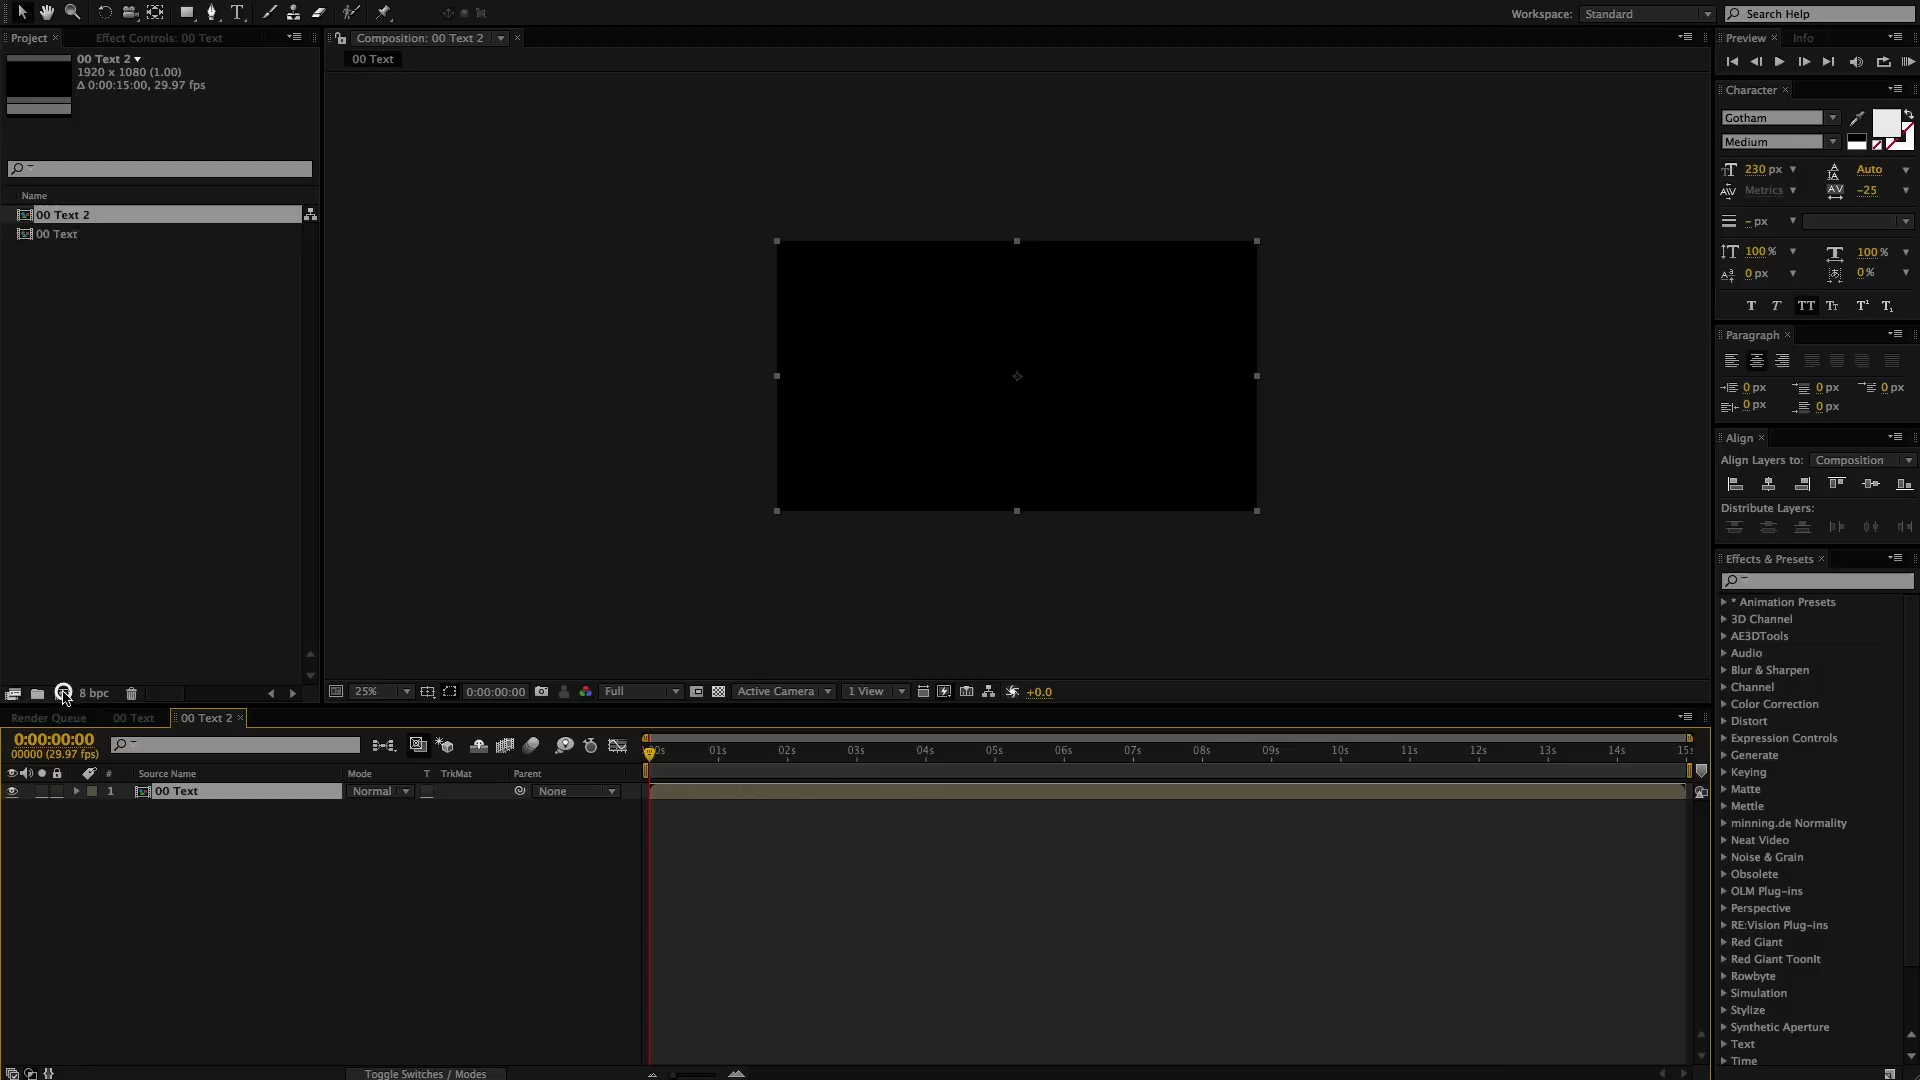 Workspace: Standard Search Help
Project Effect Controls: 00 Text
Composition: 00 Text 2
Preview Info
00 Text
00 Text 2
1920 x 1080 (1.00)
Δ 0:00:15:00, 29.97 fps
Character
Gotham
Medium
230 px Auto
Metrics -25
- px
100 % 100 %
0 px 0 %
T T TT Tt T¹ T₁
Name
00 Text 2
00 Text
Paragraph
0 px 0 px 0 px
0 px 0 px
Align
Align Layers to: Composition
Distribute Layers:
Effects & Presets
* Animation Presets
3D Channel
AE3DTools
Audio
Blur & Sharpen
Channel
Color Correction
Distort
Expression Controls
Generate
Keying
Matte
Mettle
minning.de Normality
Neat Video
Noise & Grain
Obsolete
OLM Plug-ins
Perspective
RE:Vision Plug-ins
Red Giant
Red Giant ToonIt
Rowbyte
Simulation
Stylize
Synthetic Aperture
Text
Time
8 bpc
25% 0:00:00:00 Full Active Camera 1 View +0.0
Render Queue 00 Text 00 Text 2
0:00:00:00
00000 (29.97 fps)
00s 01s 02s 03s 04s 05s 06s 07s 08s 09s 10s 11s 12s 13s 14s 15s
# Source Name Mode T TrkMat Parent
1 00 Text Normal None
Toggle Switches / Modes